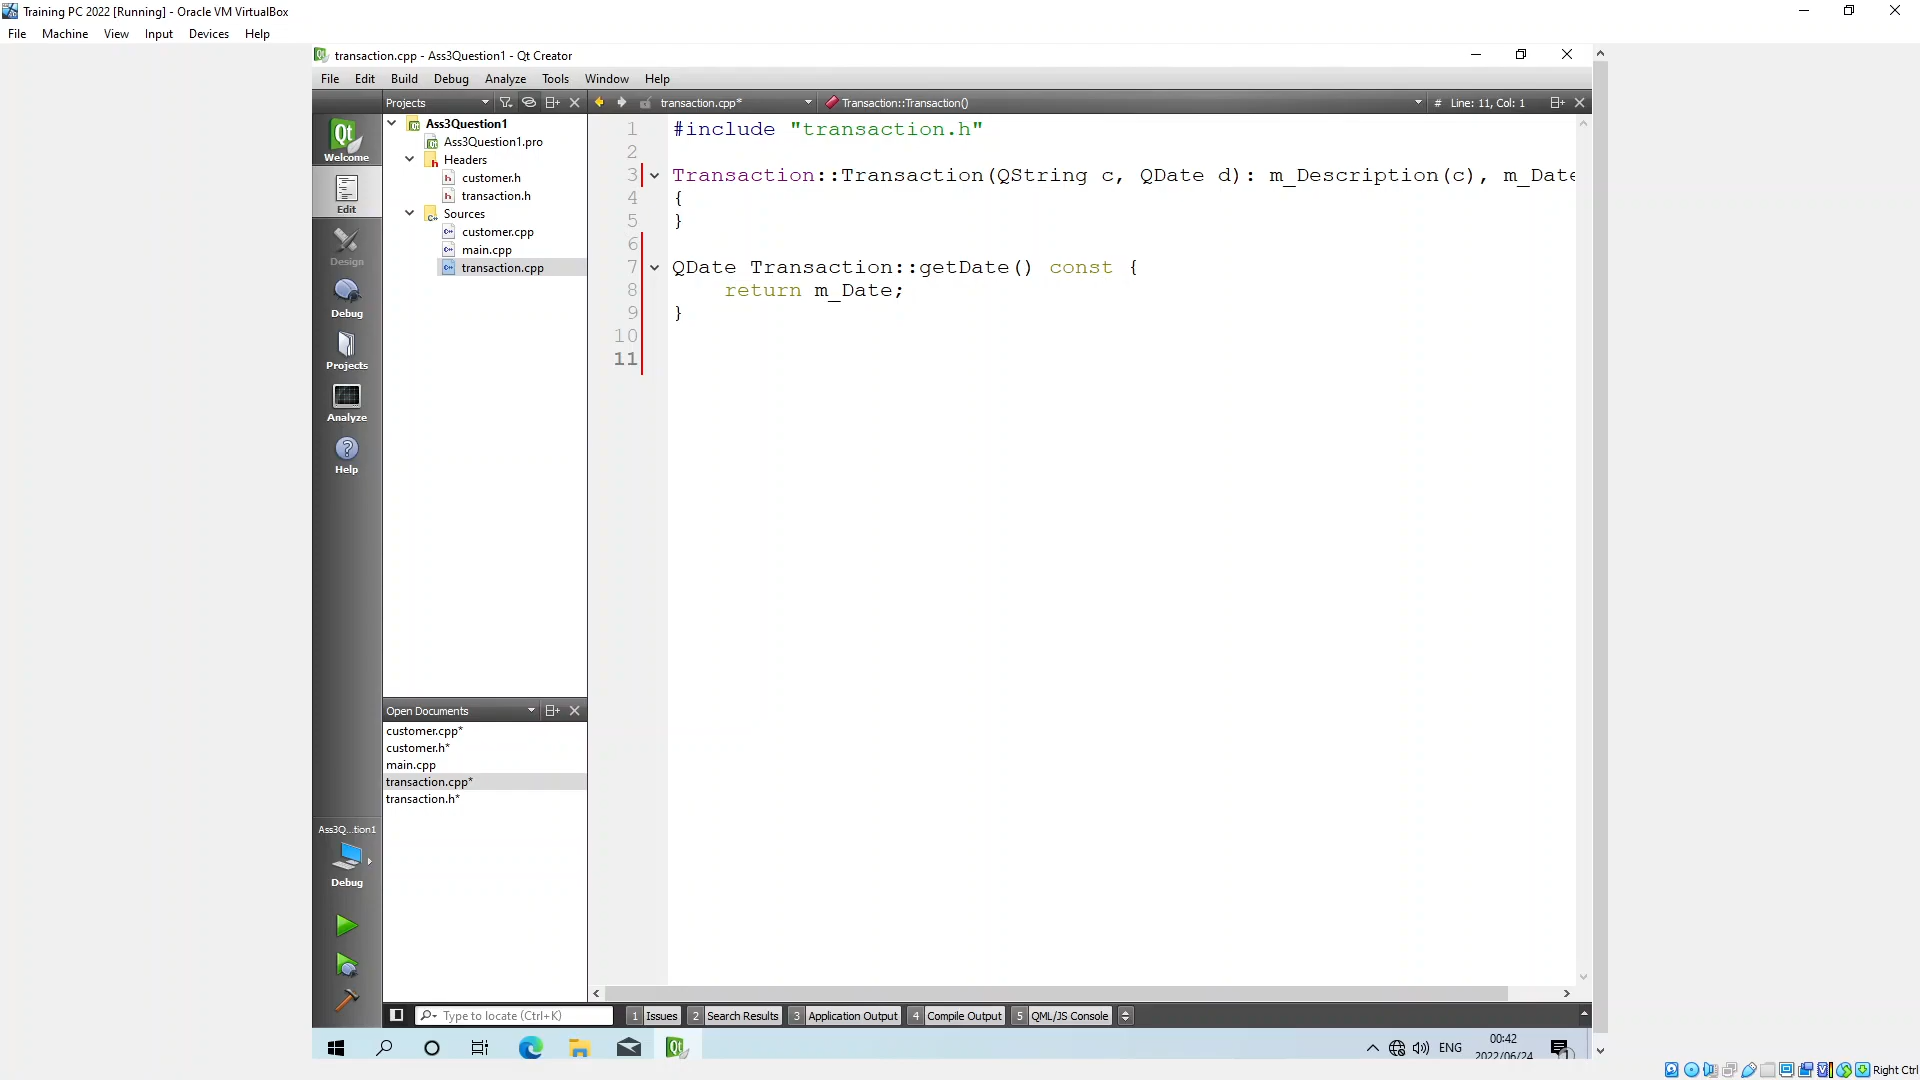 Training PC 2022 [Running] - Oracle VM VirtualBox
File Machine View Input Devices Help
transaction.cpp - Ass3Question1 - Qt Creator
File Edit Build Debug Analyze Tools Window Help
Projects
transaction.cpp*
Transaction::Transaction()
# Line: 11, Col: 1
Welcome
Edit
Design
Debug
Projects
Analyze
Help
Ass3Question1
Ass3Question1.pro
Headers
customer.h
transaction.h
Sources
customer.cpp
main.cpp
transaction.cpp
1 #include "transaction.h"
2
3 Transaction::Transaction(QString c, QDate d): m_Description(c), m_Date
4 {
5 }
6
7 QDate Transaction::getDate() const {
8 return m_Date;
9 }
10
11
Open Documents
customer.cpp*
customer.h*
main.cpp
transaction.cpp*
transaction.h*
Ass3Q...tion1
Debug
Type to locate (Ctrl+K)
1 Issues 2 Search Results 3 Application Output 4 Compile Output 5 QML/JS Console
ENG
00:42
2022/06/24
Right Ctrl